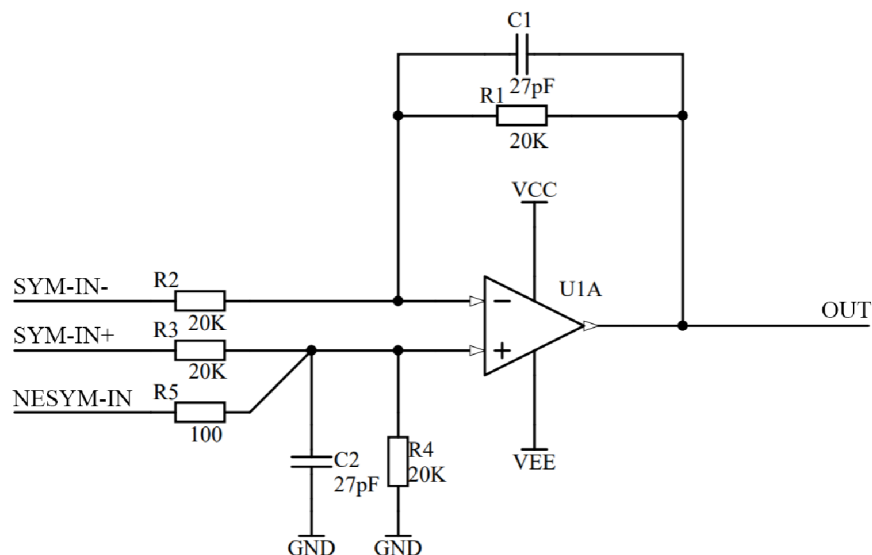 C1
27pF
R1
20K
VCC
SYM-IN-
R2
20K
U1A
OUT
SYM-IN+
R3
20K
NESYM-IN
R5
100
C2
27pF
R4
20K
VEE
GND
GND